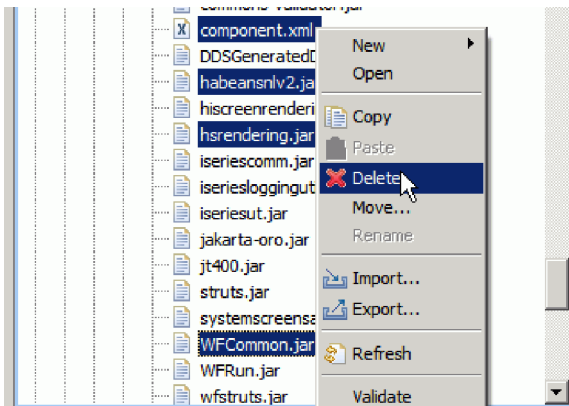 component.xml
DDSGenerated
habeansnlv2.ja
hiscreenrenderi
hsrendering.jar
iseriescomm.jar
iseriesloggingut
iseriesut.jar
jakarta-oro.jar
jt400.jar
struts.jar
systemscreensa
WFCommon.jar
WFRun.jar
wfstruts.jar
New
Open
Copy
Paste
Delete
Move...
Rename
Import...
Export...
Refresh
Validate